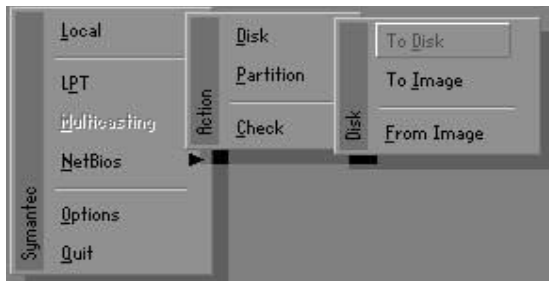 Local
LPT
Multicasting
NetBios
Options
Quit
Symantec
Disk
Partition
Check
Action
To Disk
To Image
From Image
Disk